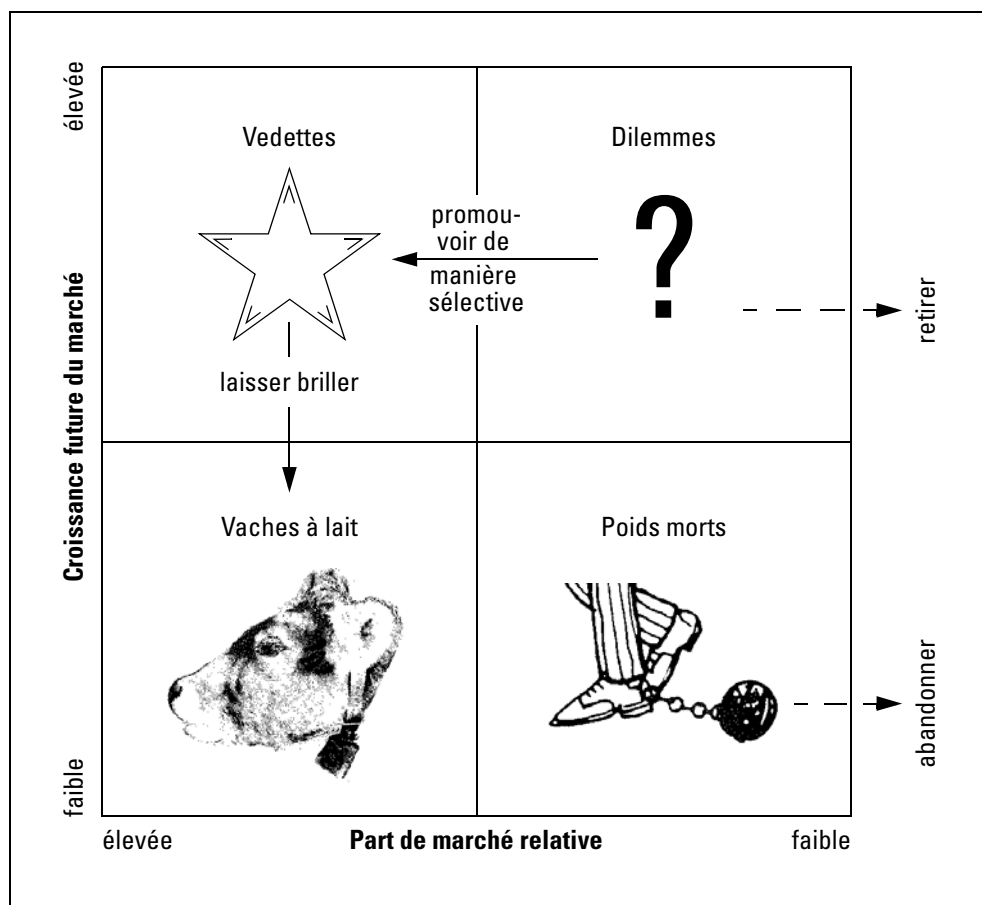 élevée
Vedettes
Dilemmes
promou-
voir de
manière
sélective
retirer
laisser briller
Croissance future du marché
Vaches à lait
Poids morts
abandonner
faible
élevée
Part de marché relative
faible